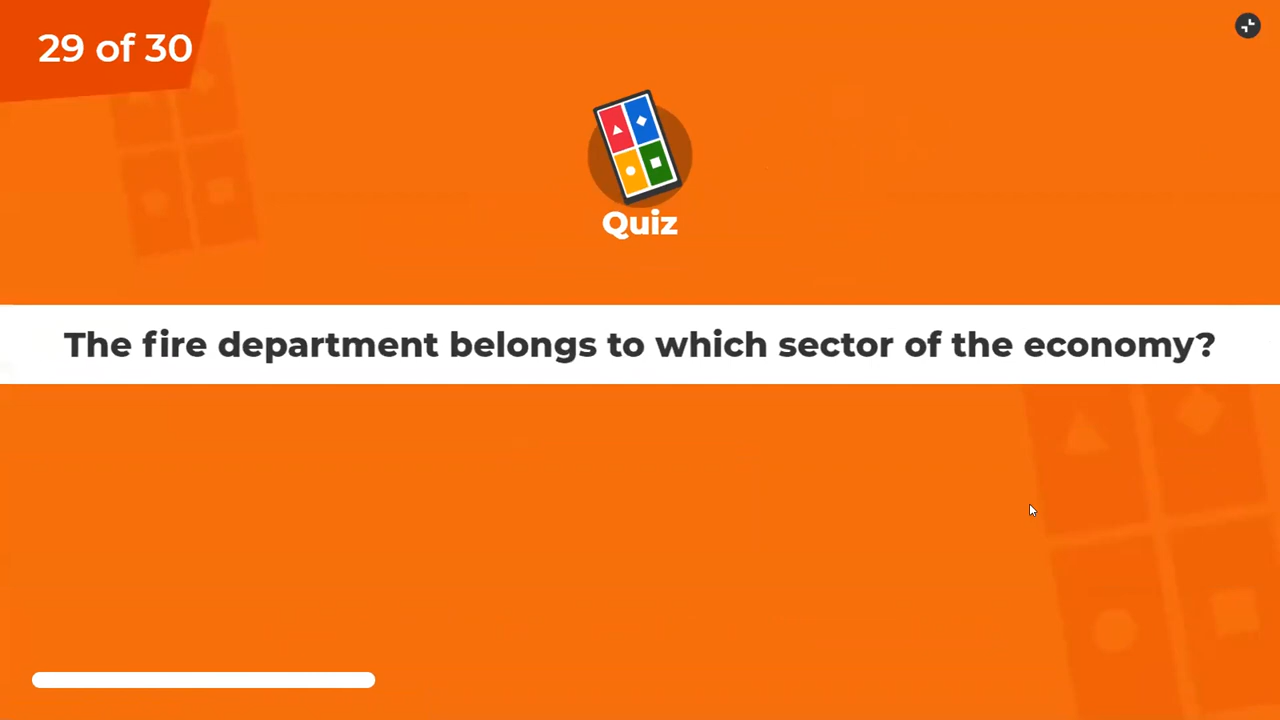 29 of 30
Quiz
The fire department belongs to which sector of the economy?